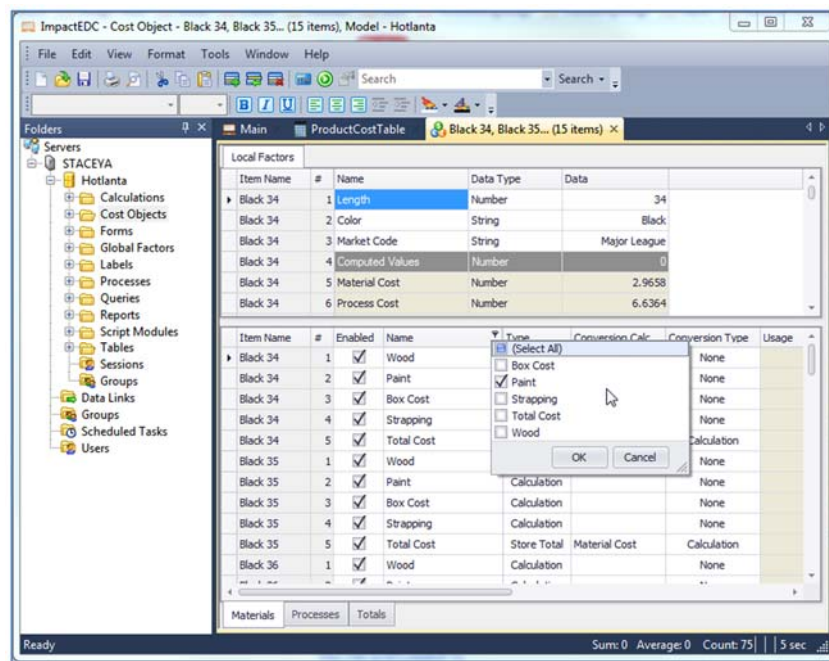 ImpactEDC - Cost Object - Black 34, Black 35... (15 items), Model - Hotlanta
File Edit View Format Tools Window Help
Search Search
B I U
Folders
Main ProductCostTable Black 34, Black 35... (15 items)
Servers
STACEYA
Hotlanta
Calculations
Cost Objects
Forms
Global Factors
Labels
Processes
Queries
Reports
Script Modules
Tables
Sessions
Groups
Data Links
Groups
Scheduled Tasks
Users
Local Factors
Item Name # Name Data Type Data
Black 34 1 Length Number 34
Black 34 2 Color String Black
Black 34 3 Market Code String Major League
Black 34 4 Computed Values Number 0
Black 34 5 Material Cost Number 2.9658
Black 34 6 Process Cost Number 6.6364
Item Name # Enabled Name Type Conversion Calc Conversion Type Usage
Black 34 1 Wood None
Black 34 2 Paint None
Black 34 3 Box Cost None
Black 34 4 Strapping None
Black 34 5 Total Cost Calculation
Black 35 1 Wood None
Black 35 2 Paint Calculation None
Black 35 3 Box Cost Calculation None
Black 35 4 Strapping Calculation None
Black 35 5 Total Cost Store Total Material Cost Calculation
Black 36 1 Wood Calculation None
(Select All)
Box Cost
Paint
Strapping
Total Cost
Wood
OK Cancel
Materials Processes Totals
Ready Sum: 0 Average: 0 Count: 75 5 sec